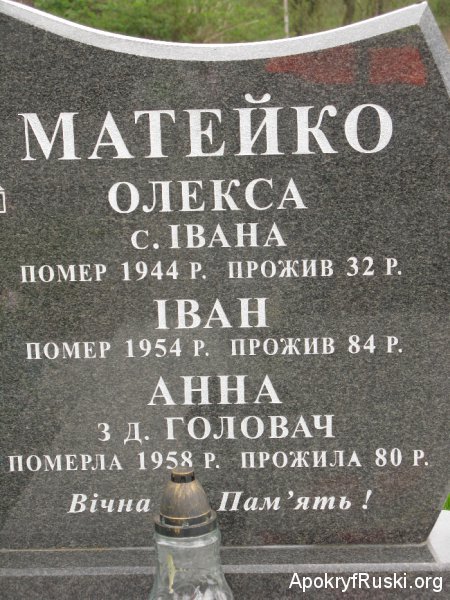 МАТЕЙКО
ОЛЕКСА
С. ІВАНА
ПОМЕР 1944 Р. ПРОЖИВ 32 Р.
ІВАН
ПОМЕР 1954 Р. ПРОЖИВ 84 Р.
АННА
З Д. ГОЛОВАЧ
ПОМЕРЛА 1958 Р. ПРОЖИЛА 80 Р.
Вічна Пам’ять !
ApokryfRuski.org